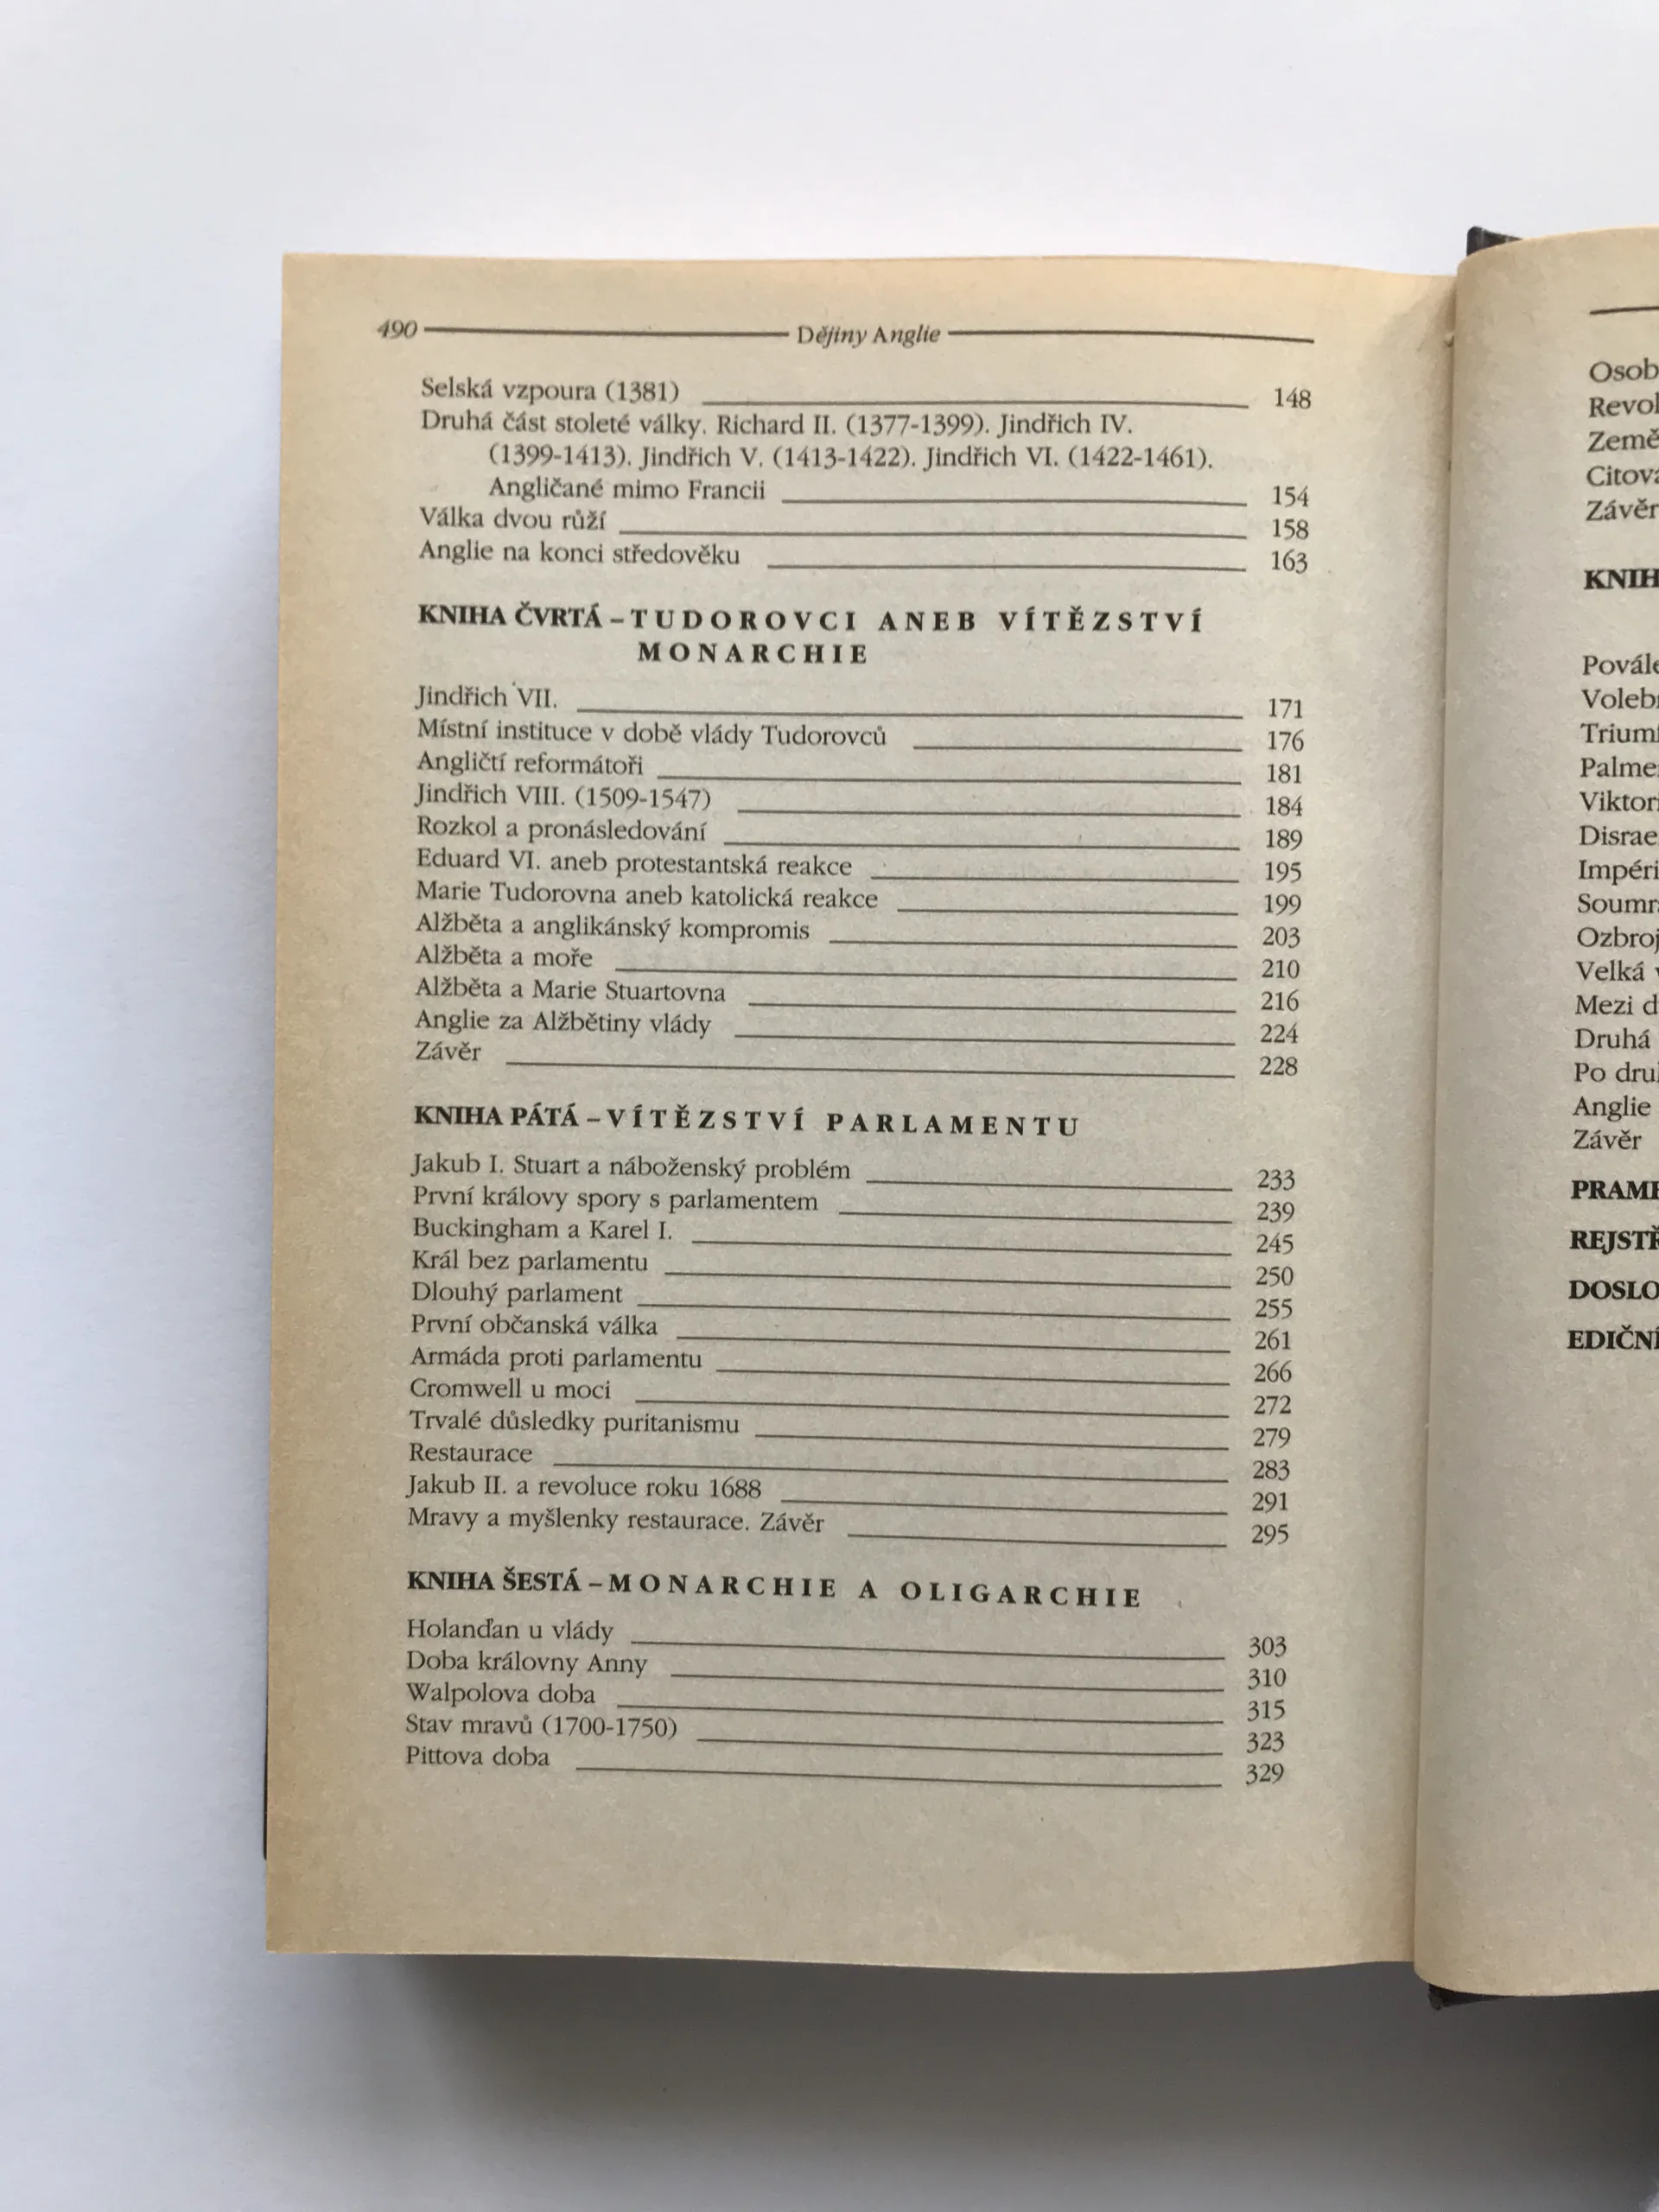 490 Dějiny Anglie
Selská vzpoura (1381) 148
Druhá část stoleté války. Richard II. (1377-1399). Jindřich IV.
(1399-1413). Jindřich V. (1413-1422). Jindřich VI. (1422-1461).
Angličané mimo Francii 154
Válka dvou růží 158
Anglie na konci středověku 163
KNIHA ČVRTÁ – TUDOROVCI ANEB VÍTĚZSTVÍ
MONARCHIE
Jindřich VII. 171
Místní instituce v době vlády Tudorovců 176
Angličtí reformátoři 181
Jindřich VIII. (1509-1547) 184
Rozkol a pronásledování 189
Eduard VI. aneb protestantská reakce 195
Marie Tudorovna aneb katolická reakce 199
Alžběta a anglikánský kompromis 203
Alžběta a moře 210
Alžběta a Marie Stuartovna 216
Anglie za Alžbětiny vlády 224
Závěr 228
KNIHA PÁTÁ – VÍTĚZSTVÍ PARLAMENTU
Jakub I. Stuart a náboženský problém 233
První královy spory s parlamentem 239
Buckingham a Karel I. 245
Král bez parlamentu 250
Dlouhý parlament 255
První občanská válka 261
Armáda proti parlamentu 266
Cromwell u moci 272
Trvalé důsledky puritanismu 279
Restaurace 283
Jakub II. a revoluce roku 1688 291
Mravy a myšlenky restaurace. Závěr 295
KNIHA ŠESTÁ – MONARCHIE A OLIGARCHIE
Holanďan u vlády 303
Doba královny Anny 310
Walpolova doba 315
Stav mravů (1700-1750) 323
Pittova doba 329
Závěr
Velká
Mezi
Druhá
Po
Anglie
Závěr